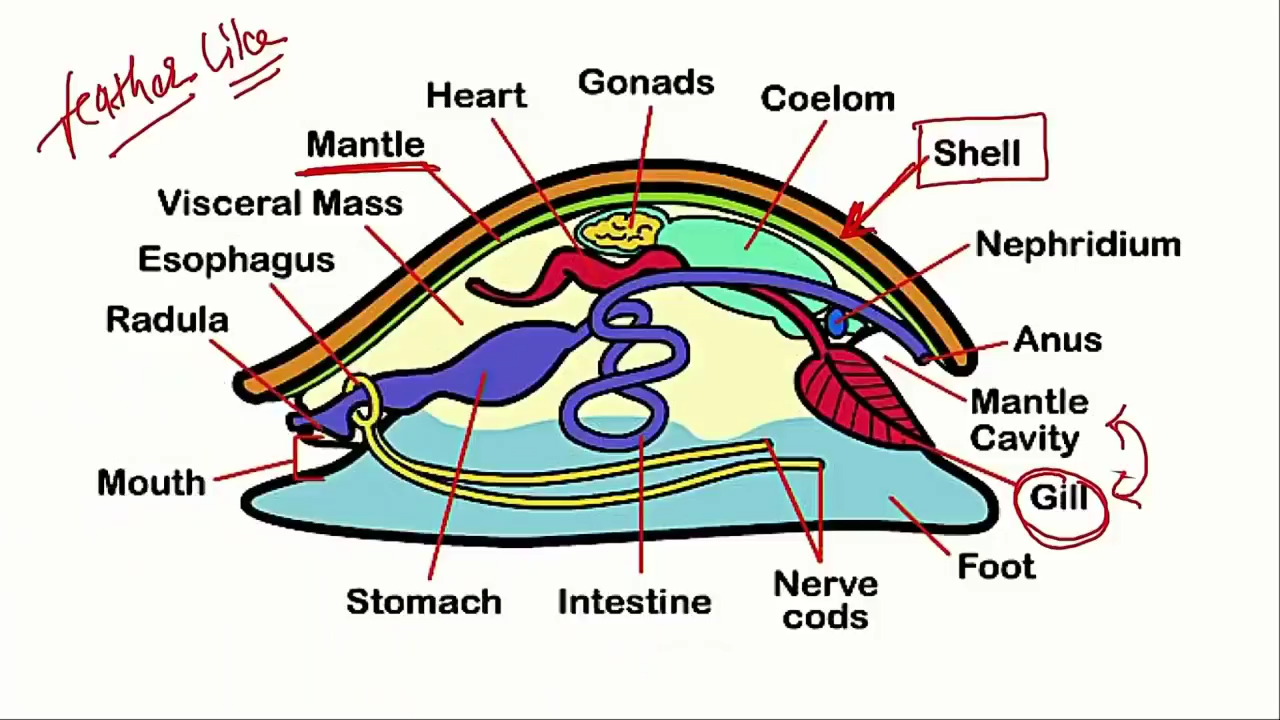 feather like
Heart
Gonads
Coelom
Mantle
Shell
Visceral Mass
Nephridium
Esophagus
Radula
Anus
Mantle
Cavity
Mouth
Gill
Foot
Stomach
Intestine
Nerve
cods